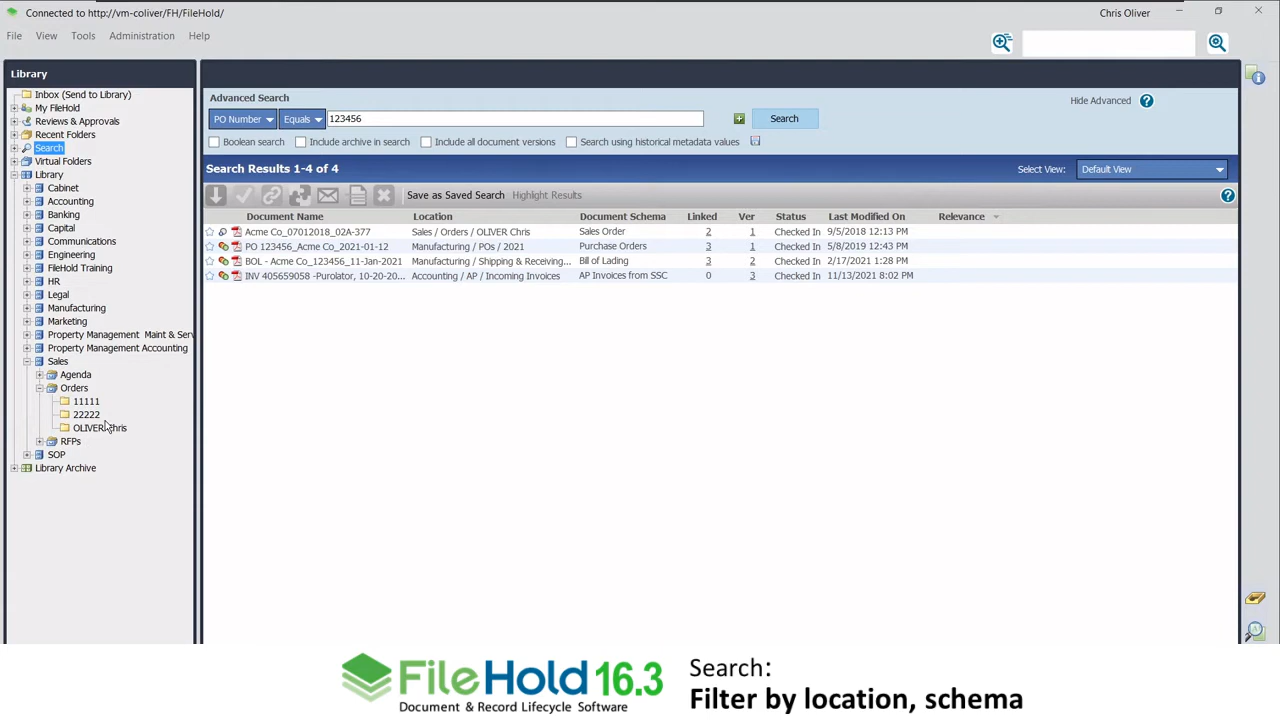 Connected to http://vm-coliver/FH/FileHold/
Chris Oliver
File View Tools Administration Help
Library
Inbox (Send to Library)
My FileHold
Reviews & Approvals
Recent Folders
Search
Virtual Folders
Library
Cabinet
Accounting
Banking
Capital
Communications
Engineering
FileHold Training
HR
Legal
Manufacturing
Marketing
Property Management Maint & Serv
Property Management Accounting
Sales
Agenda
Orders
11111
22222
OLIVER Chris
RFPs
SOP
Library Archive
Advanced Search
Hide Advanced
PO Number Equals 123456 Search
Boolean search Include archive in search Include all document versions Search using historical metadata values
Search Results 1-4 of 4
Select View: Default View
Save as Saved Search Highlight Results
Document Name Location Document Schema Linked Ver Status Last Modified On Relevance
Acme Co_07012018_02A-377 Sales / Orders / OLIVER Chris Sales Order 2 1 Checked In 9/5/2018 12:13 PM
PO 123456_Acme Co_2021-01-12 Manufacturing / POs / 2021 Purchase Orders 3 1 Checked In 5/8/2019 12:43 PM
BOL - Acme Co_123456_11-Jan-2021 Manufacturing / Shipping & Receiving... Bill of Lading 3 2 Checked In 2/17/2021 1:28 PM
INV 405659058 -Purolator, 10-20-20... Accounting / AP / Incoming Invoices AP Invoices from SSC 0 3 Checked In 11/13/2021 8:02 PM
FileHold 16.3
Document & Record Lifecycle Software
Search:
Filter by location, schema